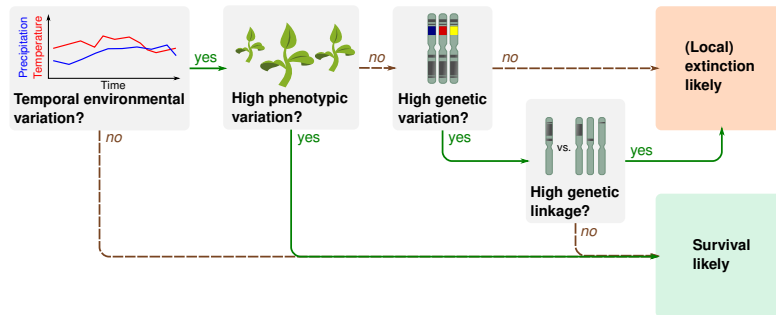 Precipitation
Temperature
Time
Temporal environmental
variation?
yes
no
High phenotypic
variation?
no
yes
High genetic
variation?
no
yes
vs.
High genetic
linkage?
yes
no
(Local)
extinction
likely
Survival
likely